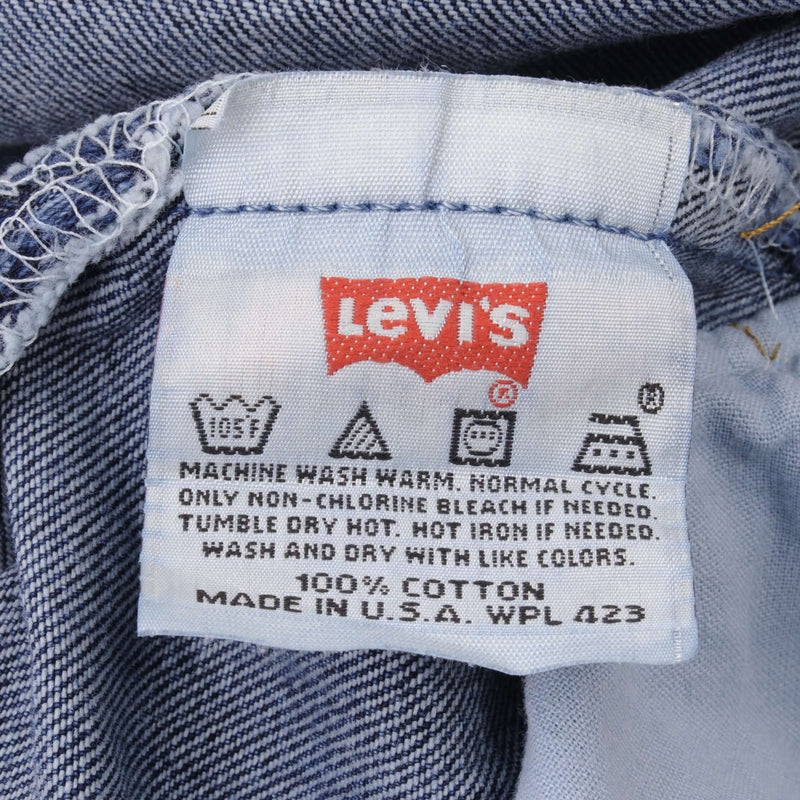 Levi's
®
®
105F
MACHINE WASH WARM. NORMAL CYCLE.
ONLY NON-CHLORINE BLEACH IF NEEDED.
TUMBLE DRY HOT. HOT IRON IF NEEDED.
WASH AND DRY WITH LIKE COLORS.
100% COTTON
MADE IN U.S.A. WPL 423